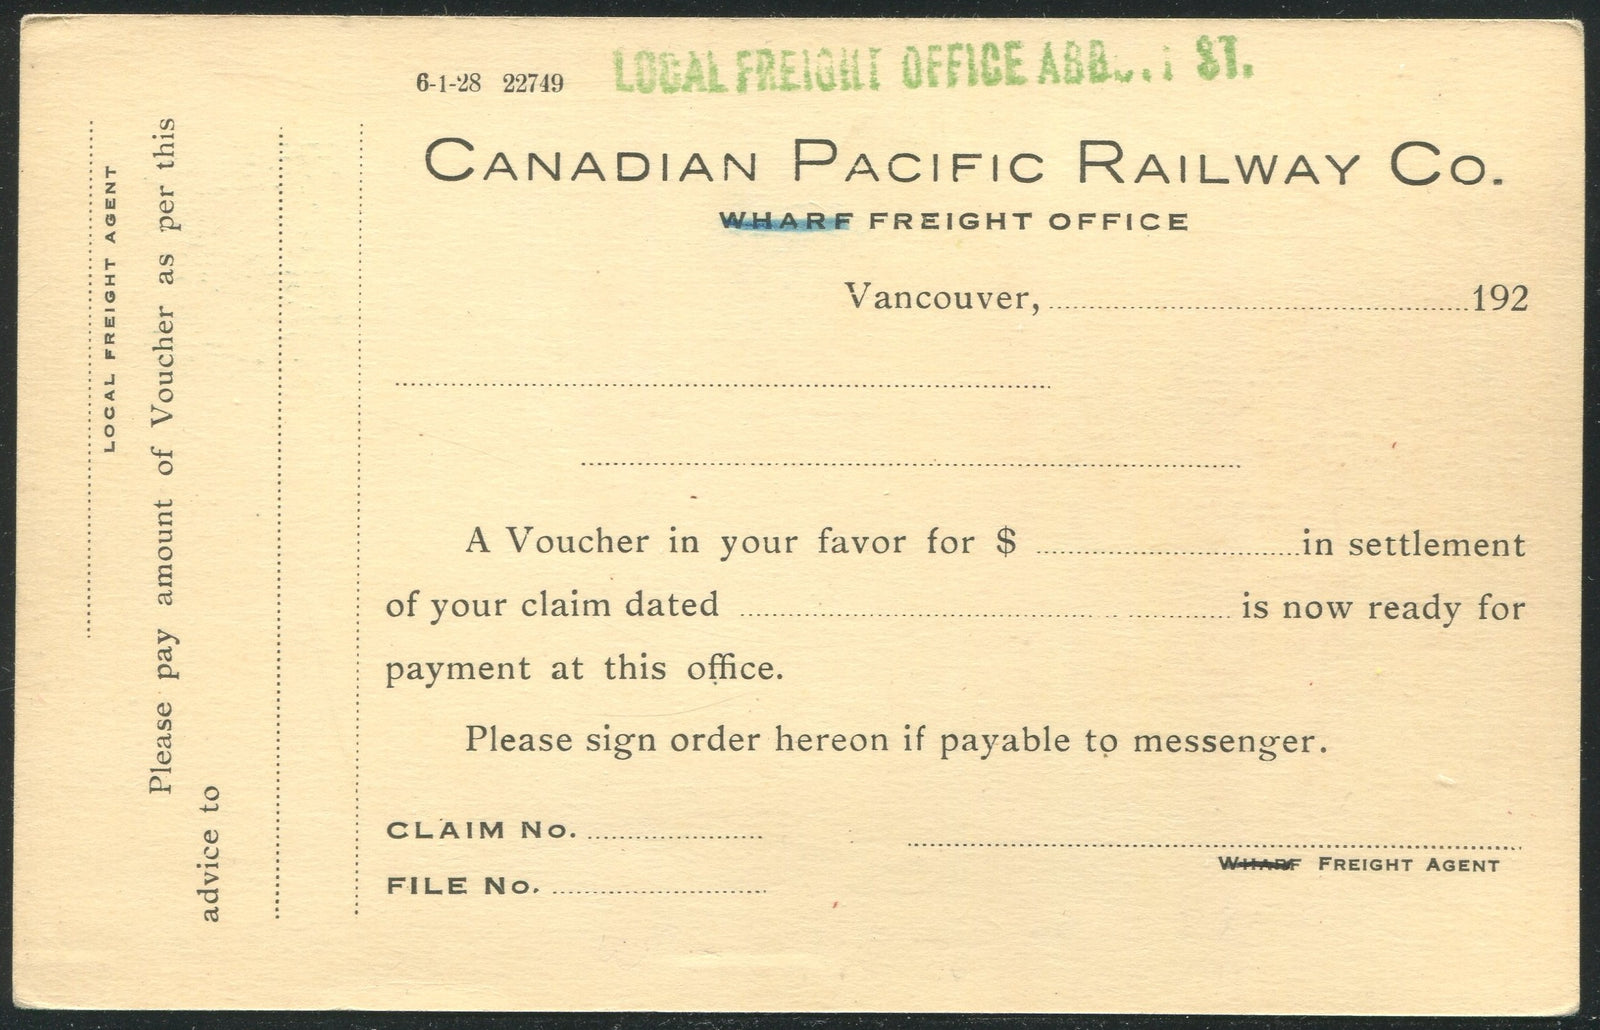 LOCAL FREIGHT OFFICE ST.
6-1-28 22749
CANADIAN PACIFIC RAILWAY CO.
WHARF FREIGHT OFFICE
Vancouver, 192
A Voucher in your favor for $ in settlement
of your claim dated is now ready for
payment at this office.
Please sign order hereon if payable to messenger.
CLAIM No.
FILE No.
WHARF FREIGHT AGENT
LOCAL FREIGHT AGENT
Please pay amount of Voucher as per this
advice to